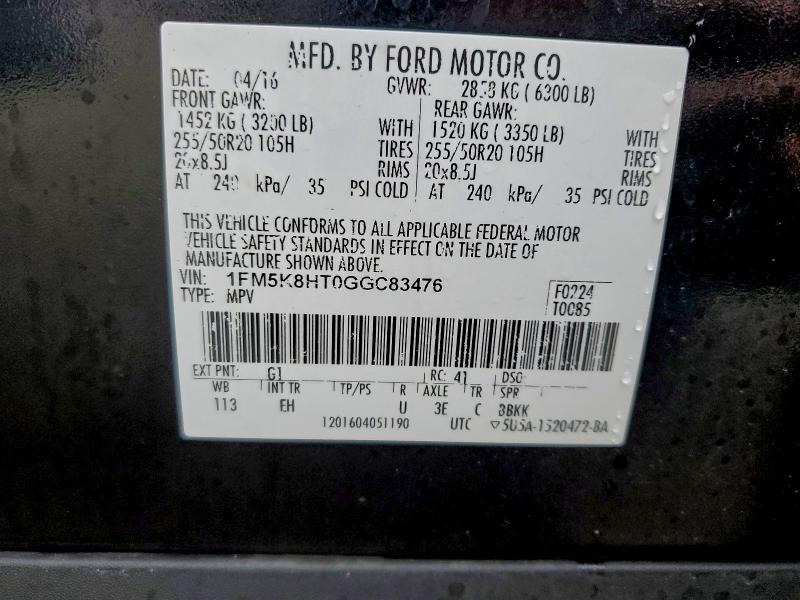 MFD. BY FORD MOTOR CO.
DATE: 04/16 GVWR: 2858 KG ( 6300 LB)
FRONT GAWR: REAR GAWR:
1452 KG ( 3200 LB) WITH 1520 KG ( 3350 LB) WITH
255/50R20 105H TIRES 255/50R20 105H TIRES
20x8.5J RIMS 20x8.5J RIMS
AT 240 kPa/ 35 PSI COLD AT 240 kPa/ 35 PSI COLD
THIS VEHICLE CONFORMS TO ALL APPLICABLE FEDERAL MOTOR
VEHICLE SAFETY STANDARDS IN EFFECT ON THE DATE OF
MANUFACTURE SHOWN ABOVE.
VIN: 1FM5K8HT0GGC83476 F0224
TYPE: MPV T0085
EXT PNT: G1 RC: 41 DSO:
WB INT TR TP/PS R AXLE TR SPR
113 EH U 3E C BBKK
1201604051190 UTC ▽5U5A-1520472-BA